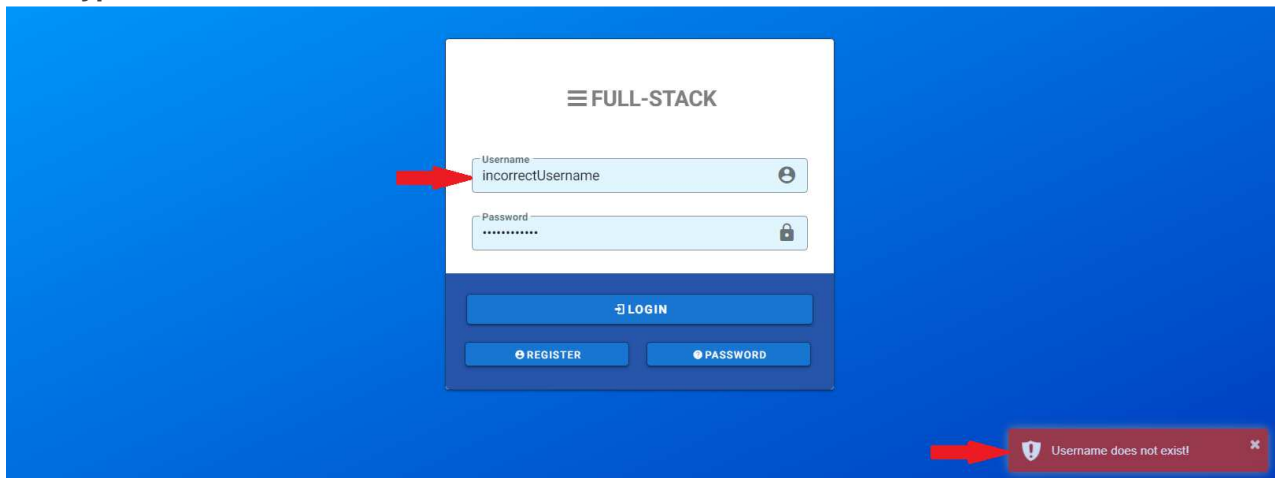 FULL-STACK
Username
incorrectUsername
Password
••••••••••••
LOGIN
REGISTER
PASSWORD
Username does not exist!